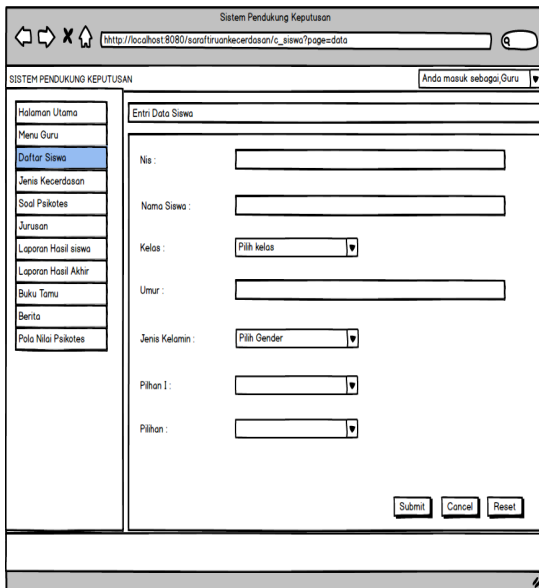 Sistem Pendukung Keputusan
hhttp://localhost:8080/saraftiruankecerdasan/c_siswa?page=data
SISTEM PENDUKUNG KEPUTUSAN
Anda masuk sebagai,Guru
Halaman Utama
Menu Guru
Daftar Siswa
Jenis Kecerdasan
Soal Psikotes
Jurusan
Laporan Hasil siswa
Laporan Hasil Akhir
Buku Tamu
Berita
Pola Nilai Psikotes
Entri Data Siswa
Nis :
Nama Siswa :
Kelas : Pilih kelas
Umur :
Jenis Kelamin : Pilih Gender
Pilhan I :
Pilihan :
Submit Cancel Reset